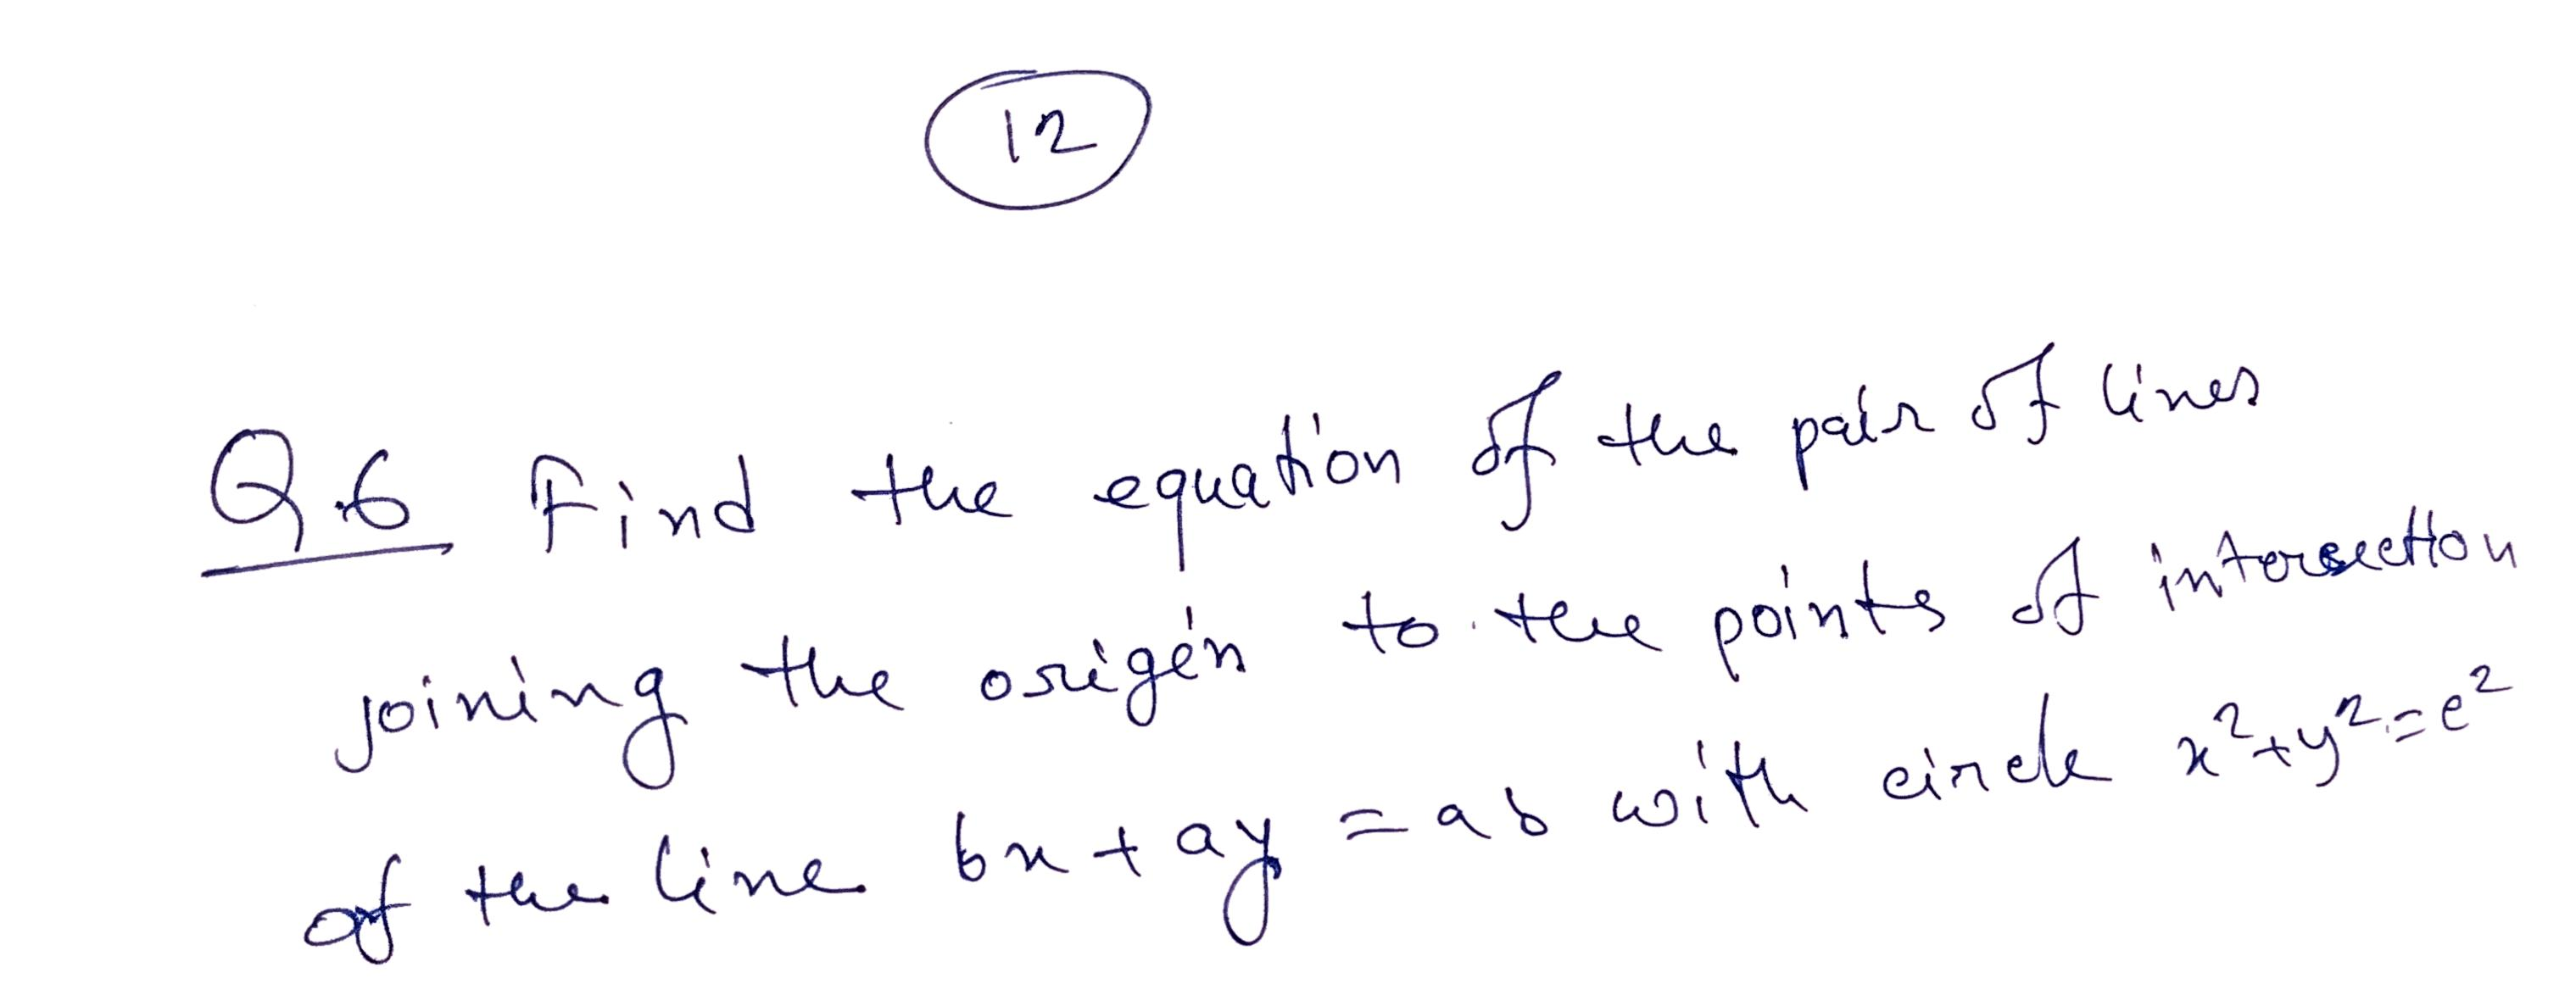 12
Q.6 Find the equation of the pair of lines
joining the origin to the points of intersection
of the line bx + ay = ab with circle x²+y²=c²